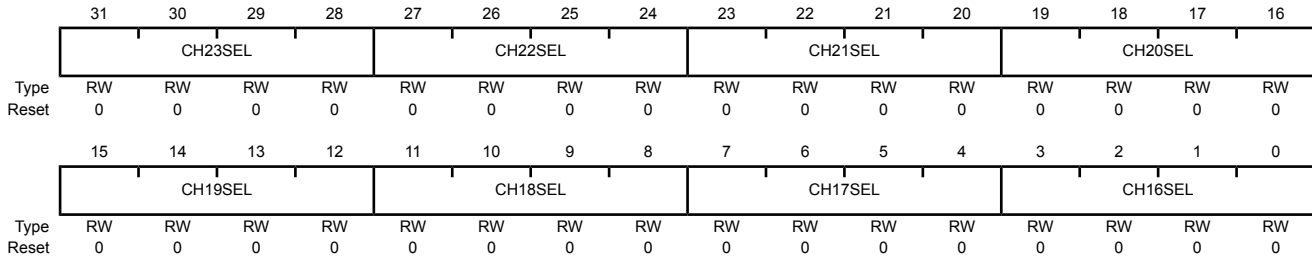 31 30 29 28 27 26 25 24 23 22 21 20 19 18 17 16
CH23SEL CH22SEL CH21SEL CH20SEL
Type RW RW RW RW RW RW RW RW RW RW RW RW RW RW RW RW
Reset 0 0 0 0 0 0 0 0 0 0 0 0 0 0 0 0
15 14 13 12 11 10 9 8 7 6 5 4 3 2 1 0
CH19SEL CH18SEL CH17SEL CH16SEL
Type RW RW RW RW RW RW RW RW RW RW RW RW RW RW RW RW
Reset 0 0 0 0 0 0 0 0 0 0 0 0 0 0 0 0